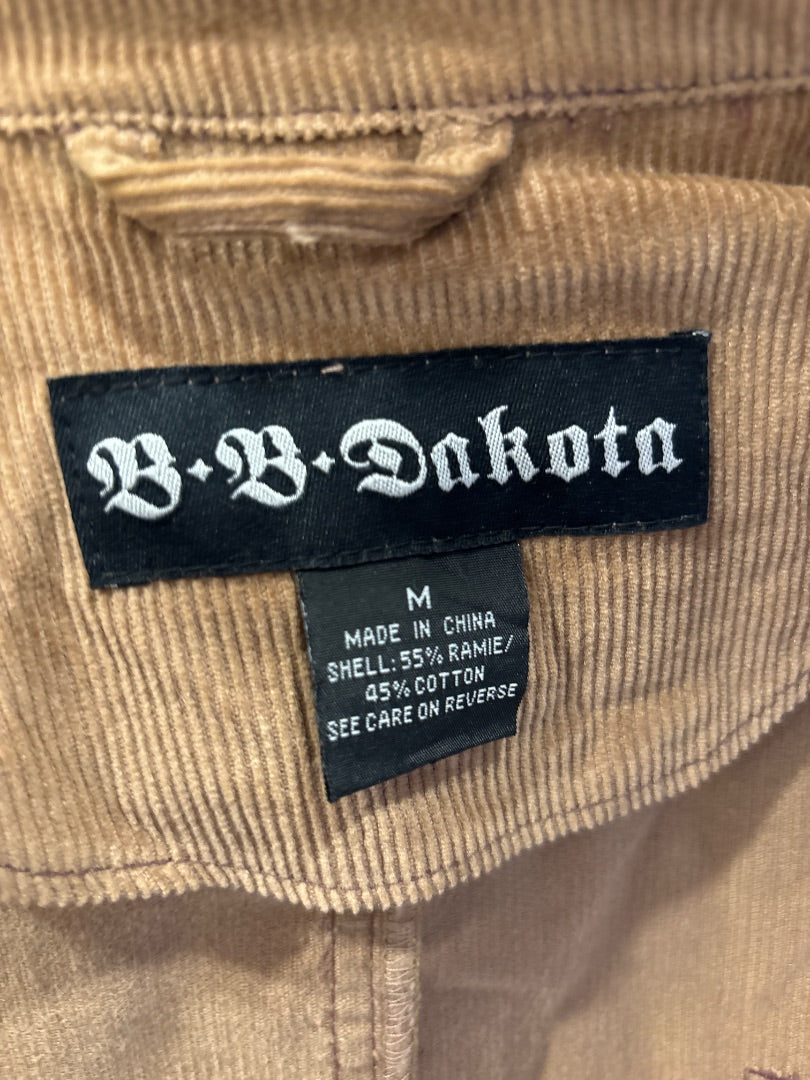 B·B·Dakota
M
MADE IN CHINA
SHELL: 55% RAMIE/
45% COTTON
SEE CARE ON REVERSE